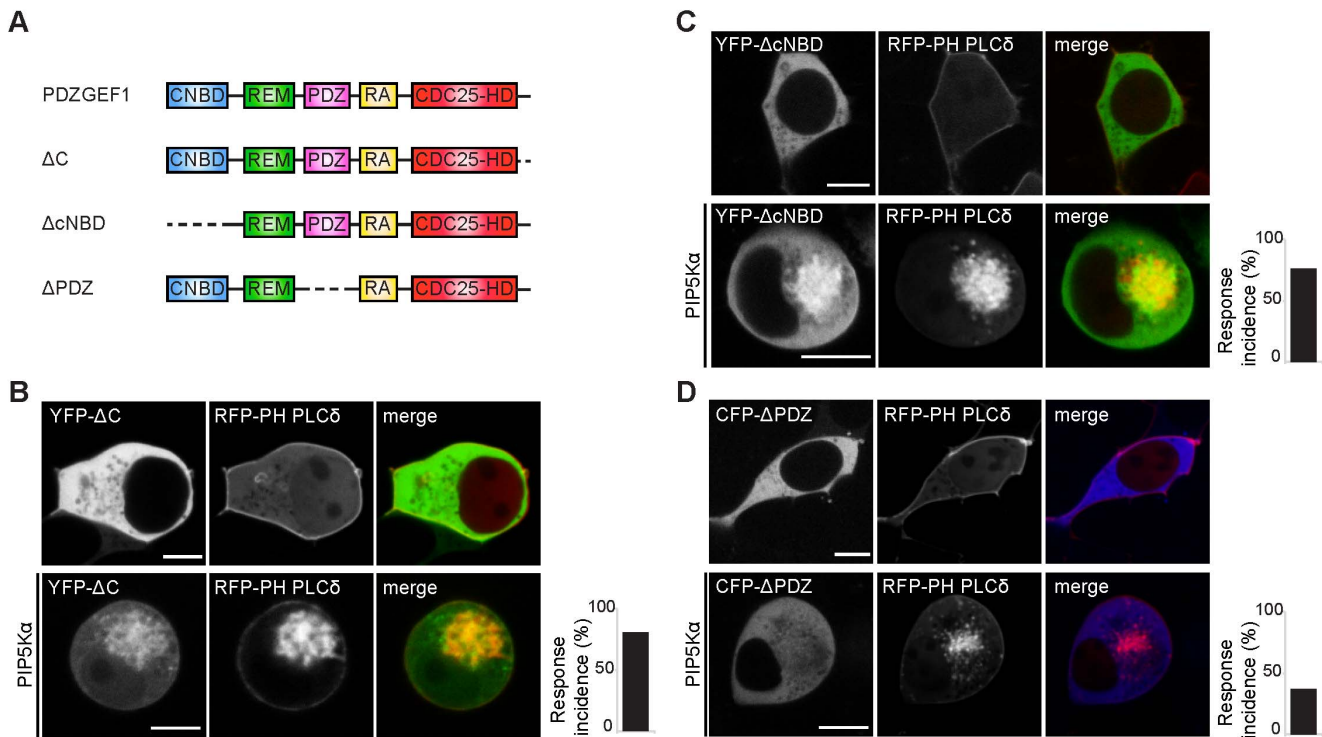 A
PDZGEF1
CNBD REM PDZ RA CDC25-HD
ΔC
CNBD REM PDZ RA CDC25-HD
ΔcNBD
REM PDZ RA CDC25-HD
ΔPDZ
CNBD REM RA CDC25-HD
B
YFP-ΔC
RFP-PH PLCδ
merge
PIP5Kα
YFP-ΔC
RFP-PH PLCδ
merge
Response
incidence (%)
100
50
0
C
YFP-ΔcNBD
RFP-PH PLCδ
merge
PIP5Kα
YFP-ΔcNBD
RFP-PH PLCδ
merge
Response
incidence (%)
100
50
0
D
CFP-ΔPDZ
RFP-PH PLCδ
merge
PIP5Kα
CFP-ΔPDZ
RFP-PH PLCδ
merge
Response
incidence (%)
100
50
0